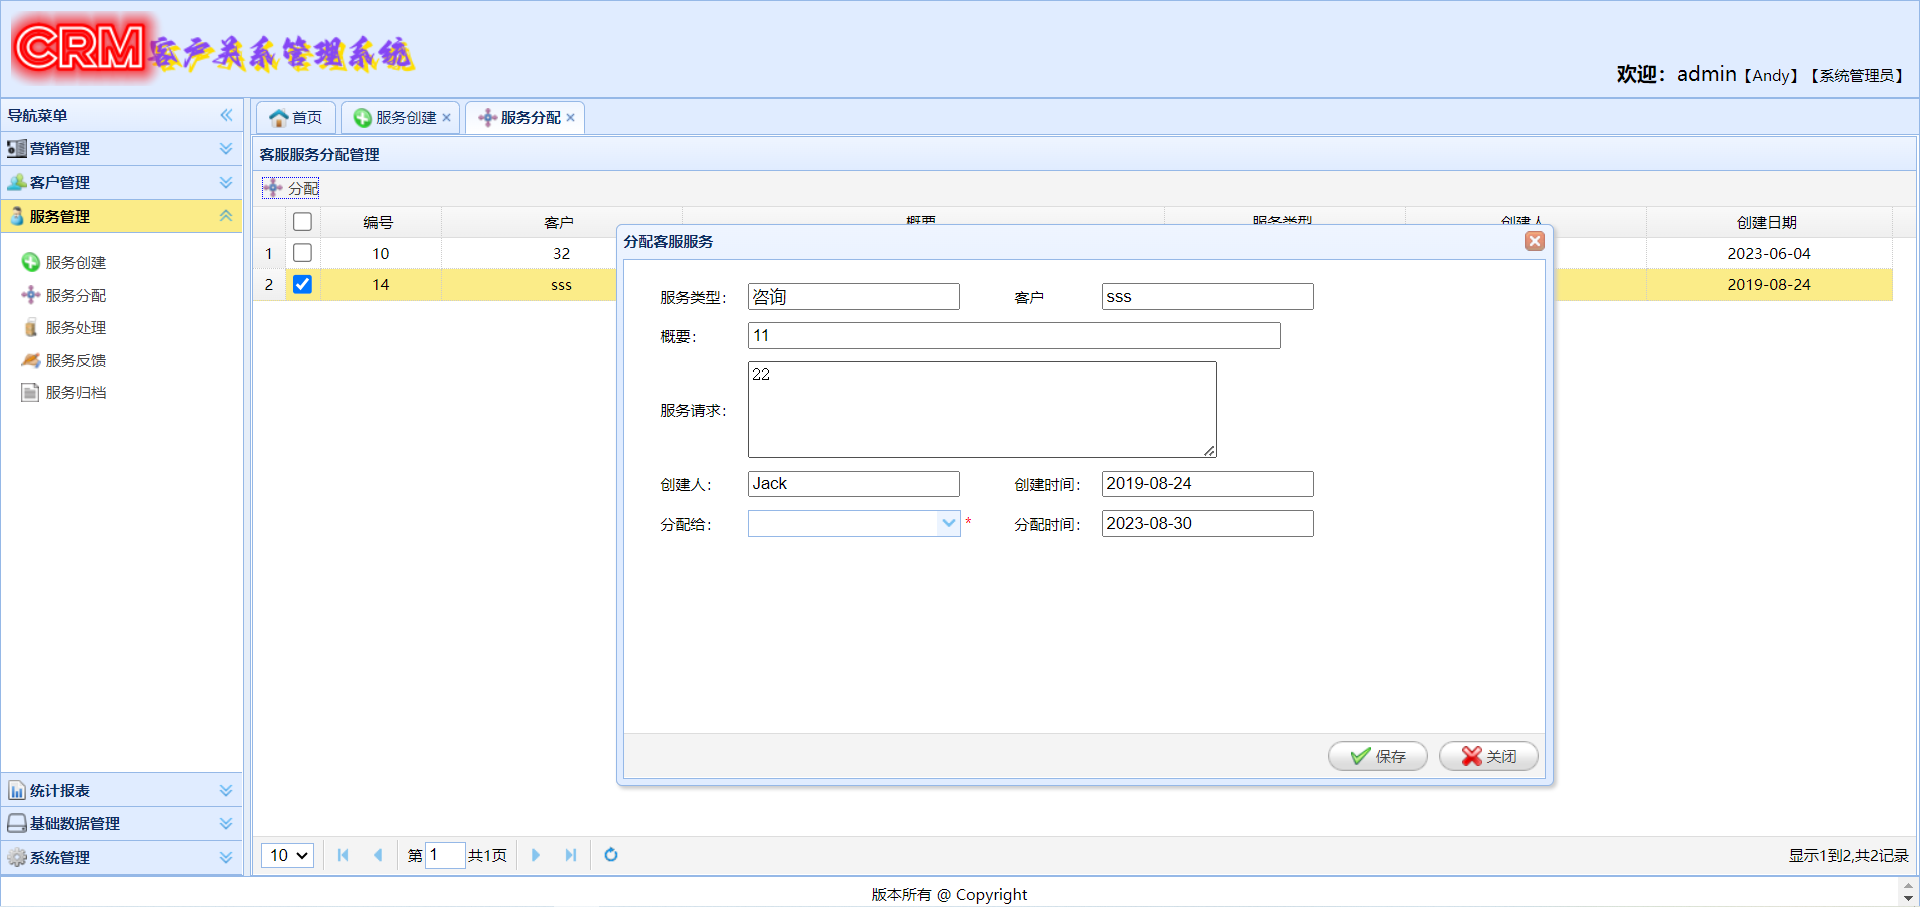 CRM客户关系管理系统
欢迎：admin【Andy】【系统管理员】
导航菜单
营销管理
客户管理
服务管理
服务创建
服务分配
服务处理
服务反馈
服务归档
统计报表
基础数据管理
系统管理
首页 服务创建 服务分配
客服服务分配管理
分配
编号 客户 概要 服务类型 创建人 创建日期
1 10 32 2023-06-04
2 14 sss 2019-08-24
分配客服服务
服务类型： 咨询 客户 sss
概要： 11
服务请求： 22
创建人： Jack 创建时间： 2019-08-24
分配给： * 分配时间： 2023-08-30
保存 关闭
10 第 1 共1页 显示1到2,共2记录
版本所有 @ Copyright